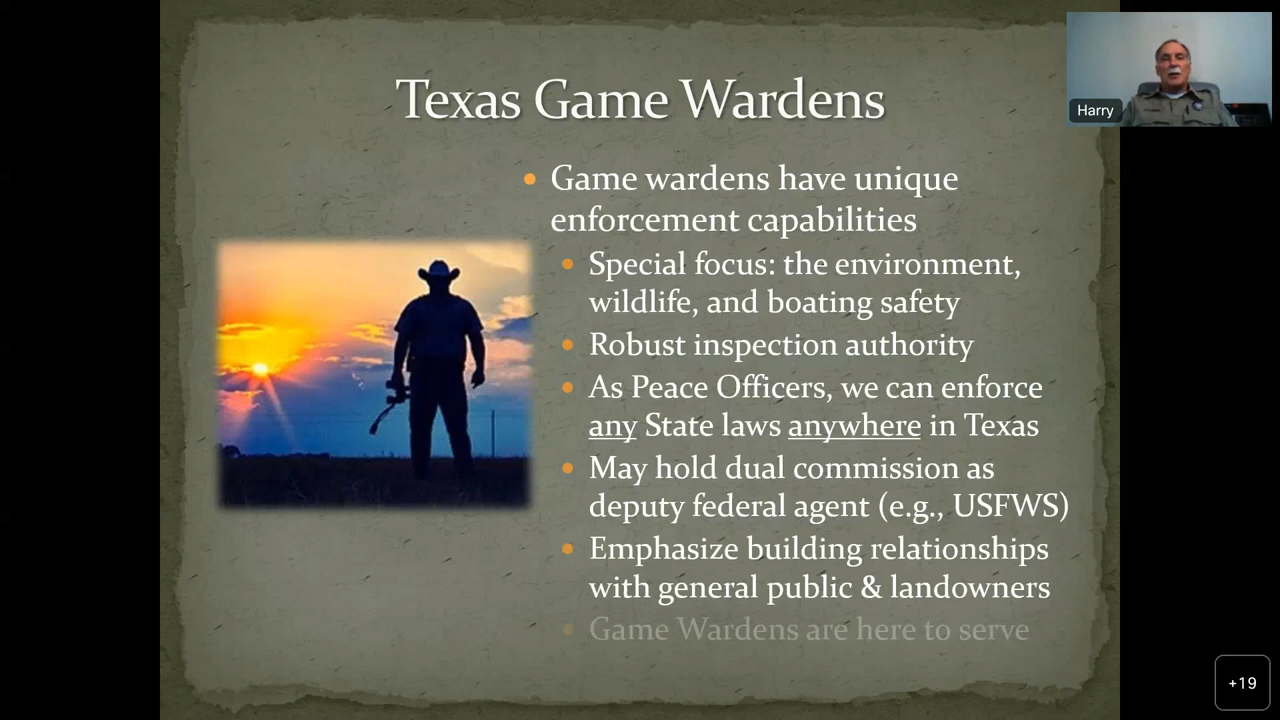 Texas Game Wardens
Harry
Game wardens have unique
enforcement capabilities
Special focus: the environment,
wildlife, and boating safety
Robust inspection authority
As Peace Officers, we can enforce
any State laws anywhere in Texas
May hold dual commission as
deputy federal agent (e.g., USFWS)
Emphasize building relationships
with general public & landowners
Game Wardens are here to serve
+19